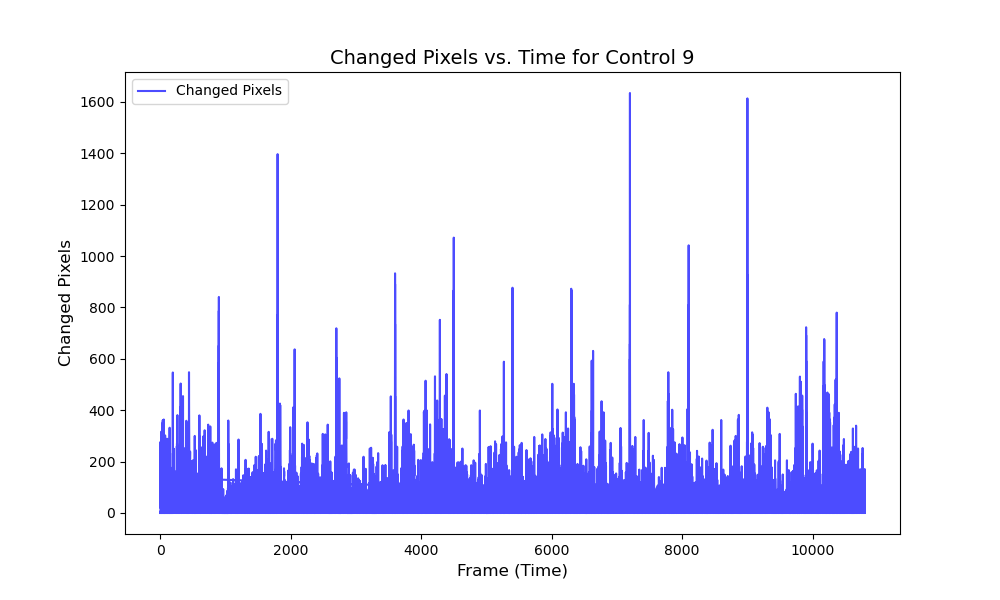 Changed Pixels vs. Time for Control 9
Changed Pixels
1600
1400
1200
1000
800
600
400
200
0
Changed Pixels
0 2000 4000 6000 8000 10000
Frame (Time)